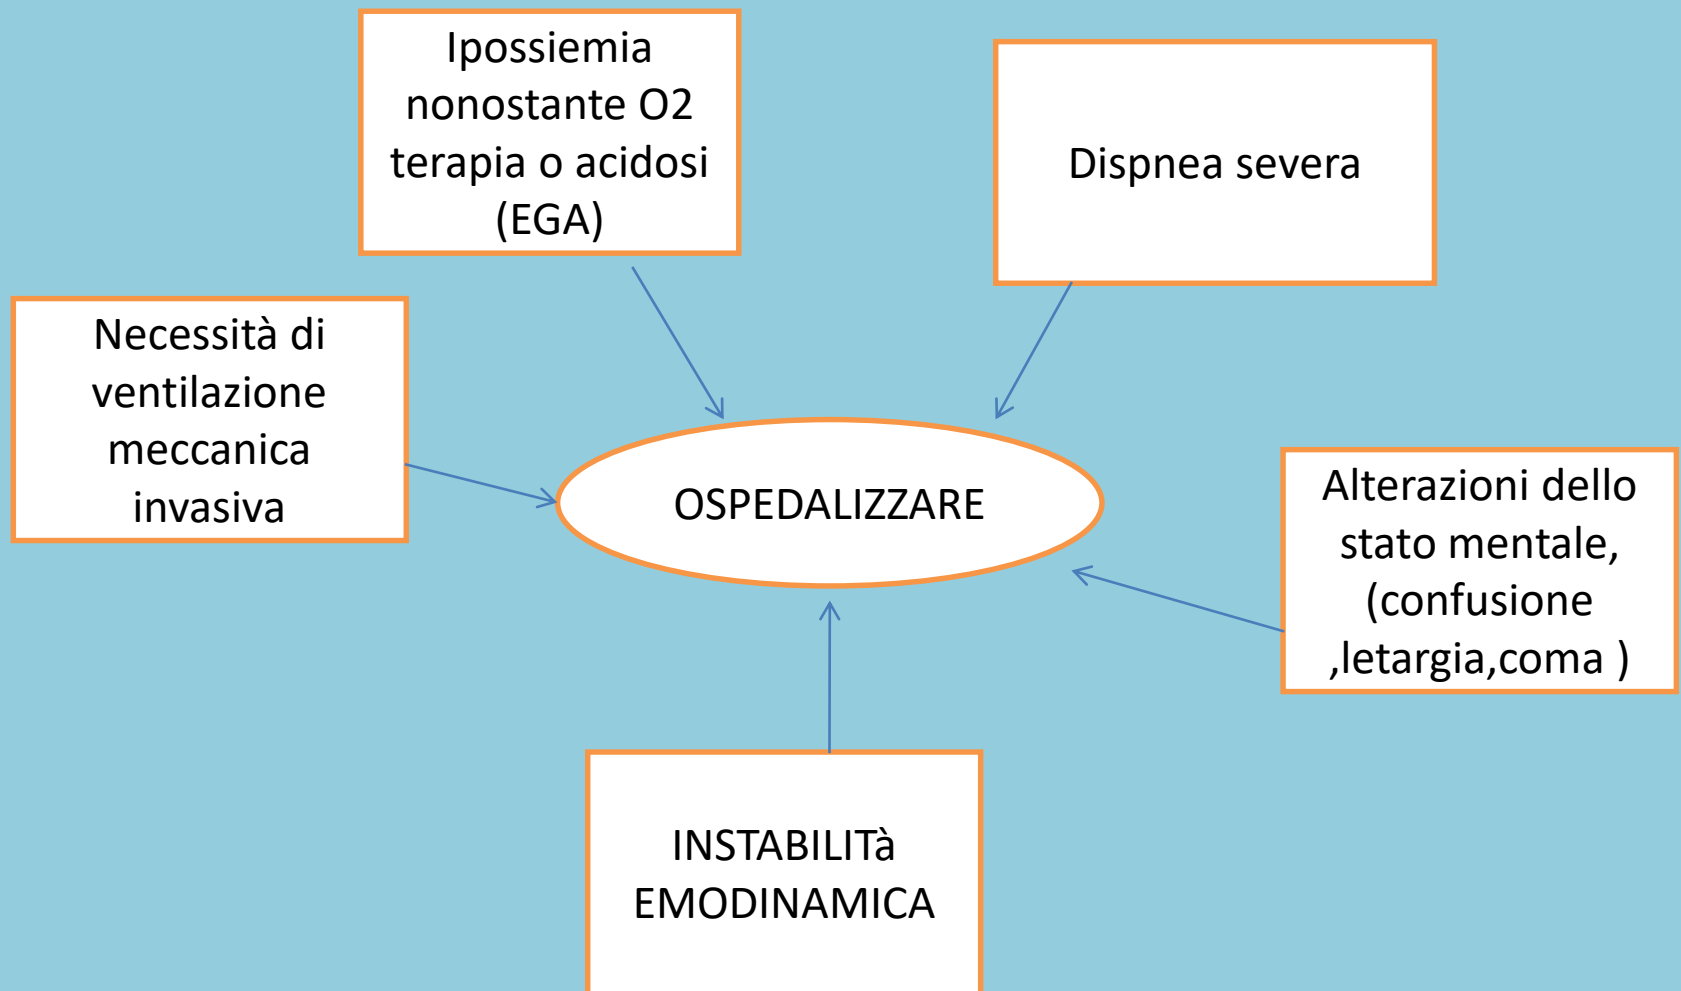 Ipossiemia
nonostante O2
terapia o acidosi
(EGA)
Dispnea severa
Necessità di
ventilazione
meccanica
invasiva
OSPEDALIZZARE
Alterazioni dello
stato mentale,
(confusione
,letargia,coma )
INSTABILITà
EMODINAMICA